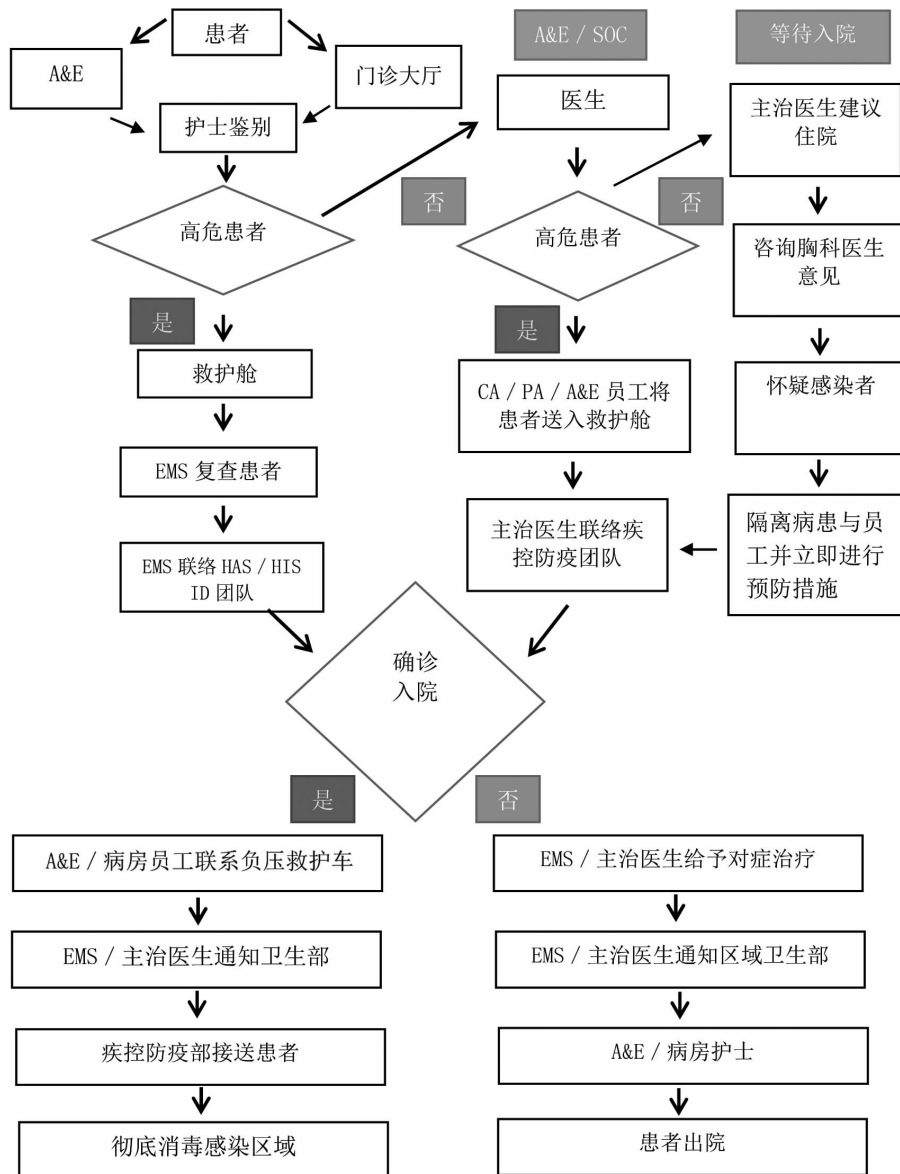 患者
A&E
门诊大厅
护士鉴别
高危患者
否
是
救护舱
EMS 复查患者
EMS 联络 HAS / HIS
ID 团队
A&E / SOC
医生
高危患者
否
是
CA / PA / A&E 员工将
患者送入救护舱
主治医生联络疾
控防疫团队
等待入院
主治医生建议
住院
咨询胸科医生
意见
怀疑感染者
隔离病患与员
工并立即进行
预防措施
确诊
入院
是
否
A&E / 病房员工联系负压救护车
EMS / 主治医生通知卫生部
疾控防疫部接送患者
彻底消毒感染区域
EMS / 主治医生给予对症治疗
EMS / 主治医生通知区域卫生部
A&E / 病房护士
患者出院